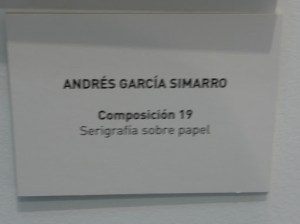 ANDRÉS GARCÍA SIMARRO
Composición 19
Serigrafía sobre papel